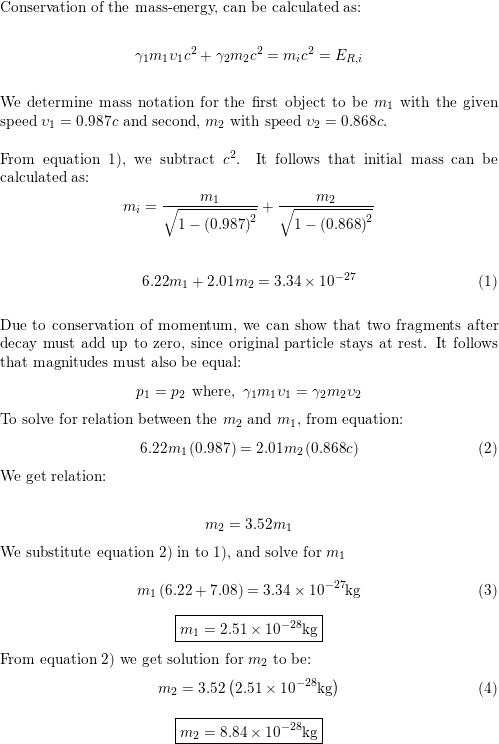 Conservation of the mass-energy, can be calculated as:
γ₁m₁υ₁c² + γ₂m₂c² = mᵢc² = E_{R,i}
We determine mass notation for the first object to be m₁ with the given
speed υ₁ = 0.987c and second, m₂ with speed υ₂ = 0.868c.
From equation 1), we subtract c². It follows that initial mass can be
calculated as:
mᵢ = m₁/√(1 − (0.987)²) + m₂/√(1 − (0.868)²)
6.22m₁ + 2.01m₂ = 3.34 × 10⁻²⁷ (1)
Due to conservation of momentum, we can show that two fragments after
decay must add up to zero, since original particle stays at rest. It follows
that magnitudes must also be equal:
p₁ = p₂ where, γ₁m₁υ₁ = γ₂m₂υ₂
To solve for relation between the m₂ and m₁, from equation:
6.22m₁ (0.987) = 2.01m₂ (0.868c) (2)
We get relation:
m₂ = 3.52m₁
We substitute equation 2) in to 1), and solve for m₁
m₁ (6.22 + 7.08) = 3.34 × 10⁻²⁷kg (3)
m₁ = 2.51 × 10⁻²⁸kg
From equation 2) we get solution for m₂ to be:
m₂ = 3.52 (2.51 × 10⁻²⁸kg) (4)
m₂ = 8.84 × 10⁻²⁸kg